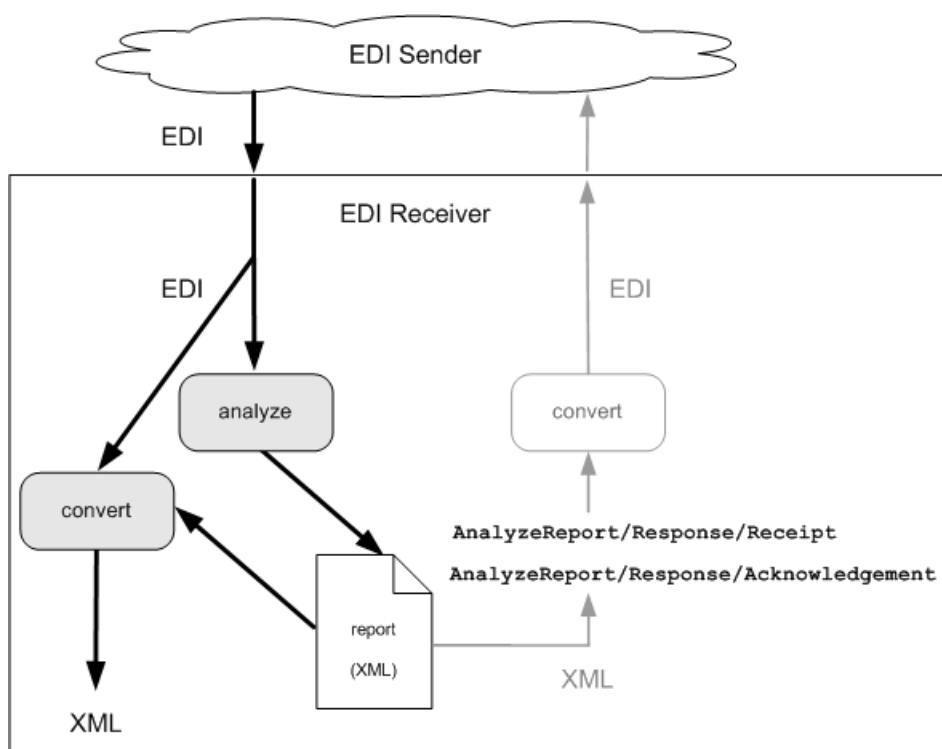 EDI Sender
EDI
EDI Receiver
EDI
EDI
analyze
convert
convert
AnalyzeReport/Response/Receipt
AnalyzeReport/Response/Acknowledgement
report
(XML)
XML
XML